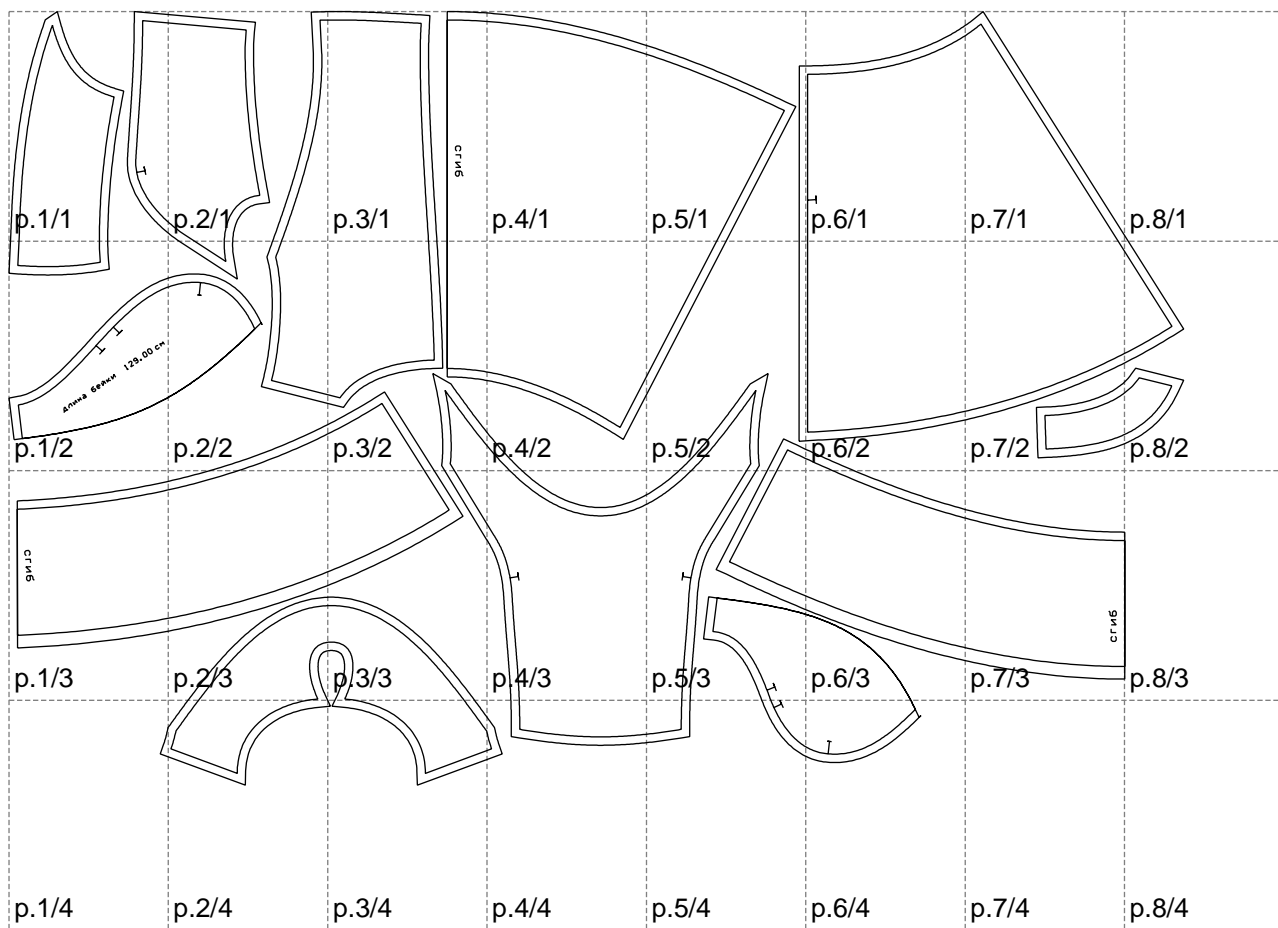 сгиб
p.1/1
p.2/1
p.3/1
p.4/1
p.5/1
p.6/1
p.7/1
p.8/1
длина бейки 129.00 см
p.1/2
p.2/2
p.3/2
p.4/2
p.5/2
p.6/2
p.7/2
p.8/2
сгиб
сгиб
p.1/3
p.2/3
p.3/3
p.4/3
p.5/3
p.6/3
p.7/3
p.8/3
p.1/4
p.2/4
p.3/4
p.4/4
p.5/4
p.6/4
p.7/4
p.8/4